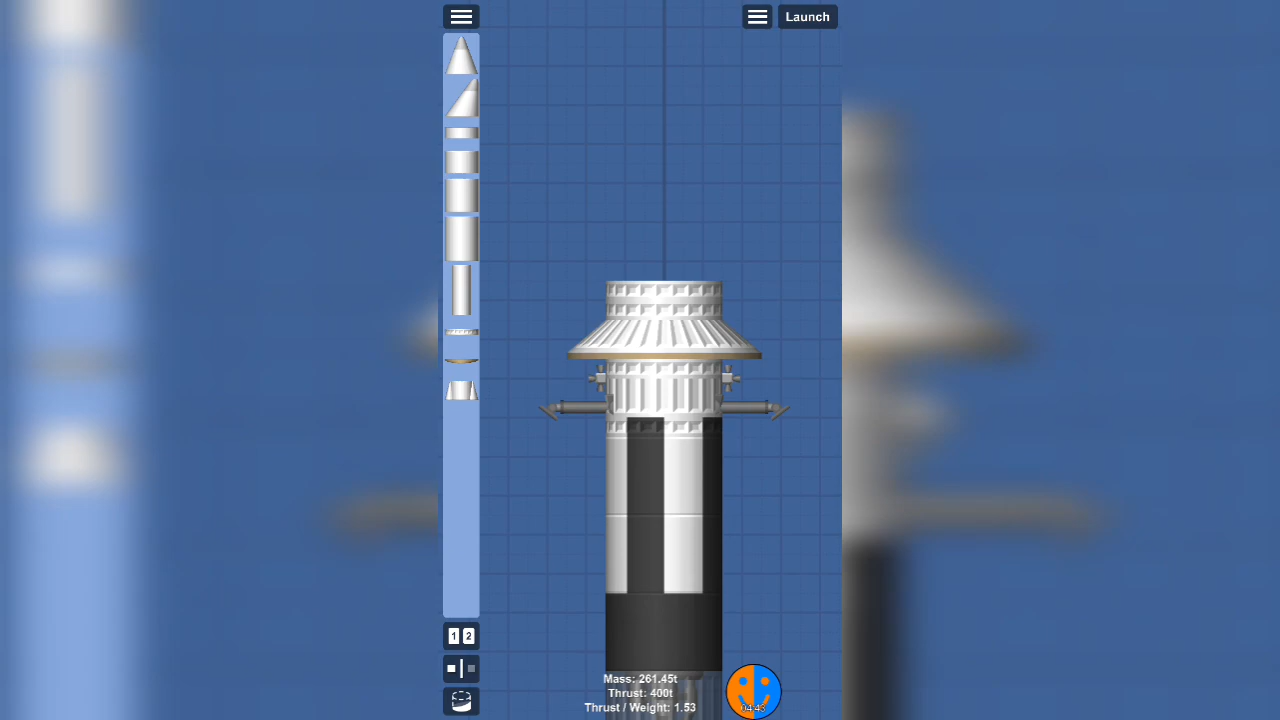 Launch
1 2
Mass: 261.45t
Thrust: 400t
Thrust / Weight: 1.53
04:43